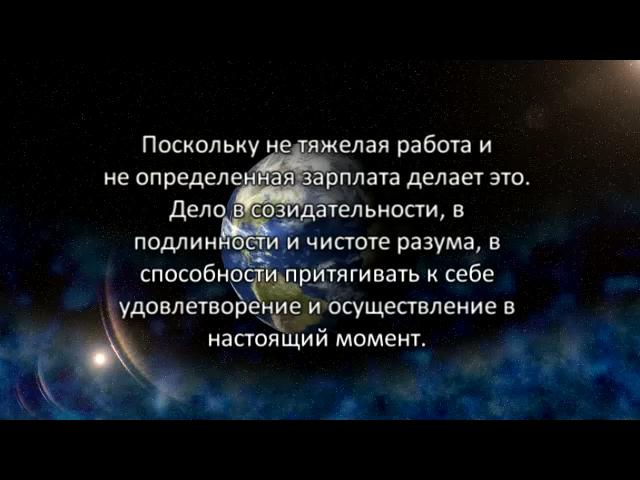 Поскольку не тяжелая работа и
не определенная зарплата делает это.
Дело в созидательности, в
подлинности и чистоте разума, в
способности притягивать к себе
удовлетворение и осуществление в
настоящий момент.